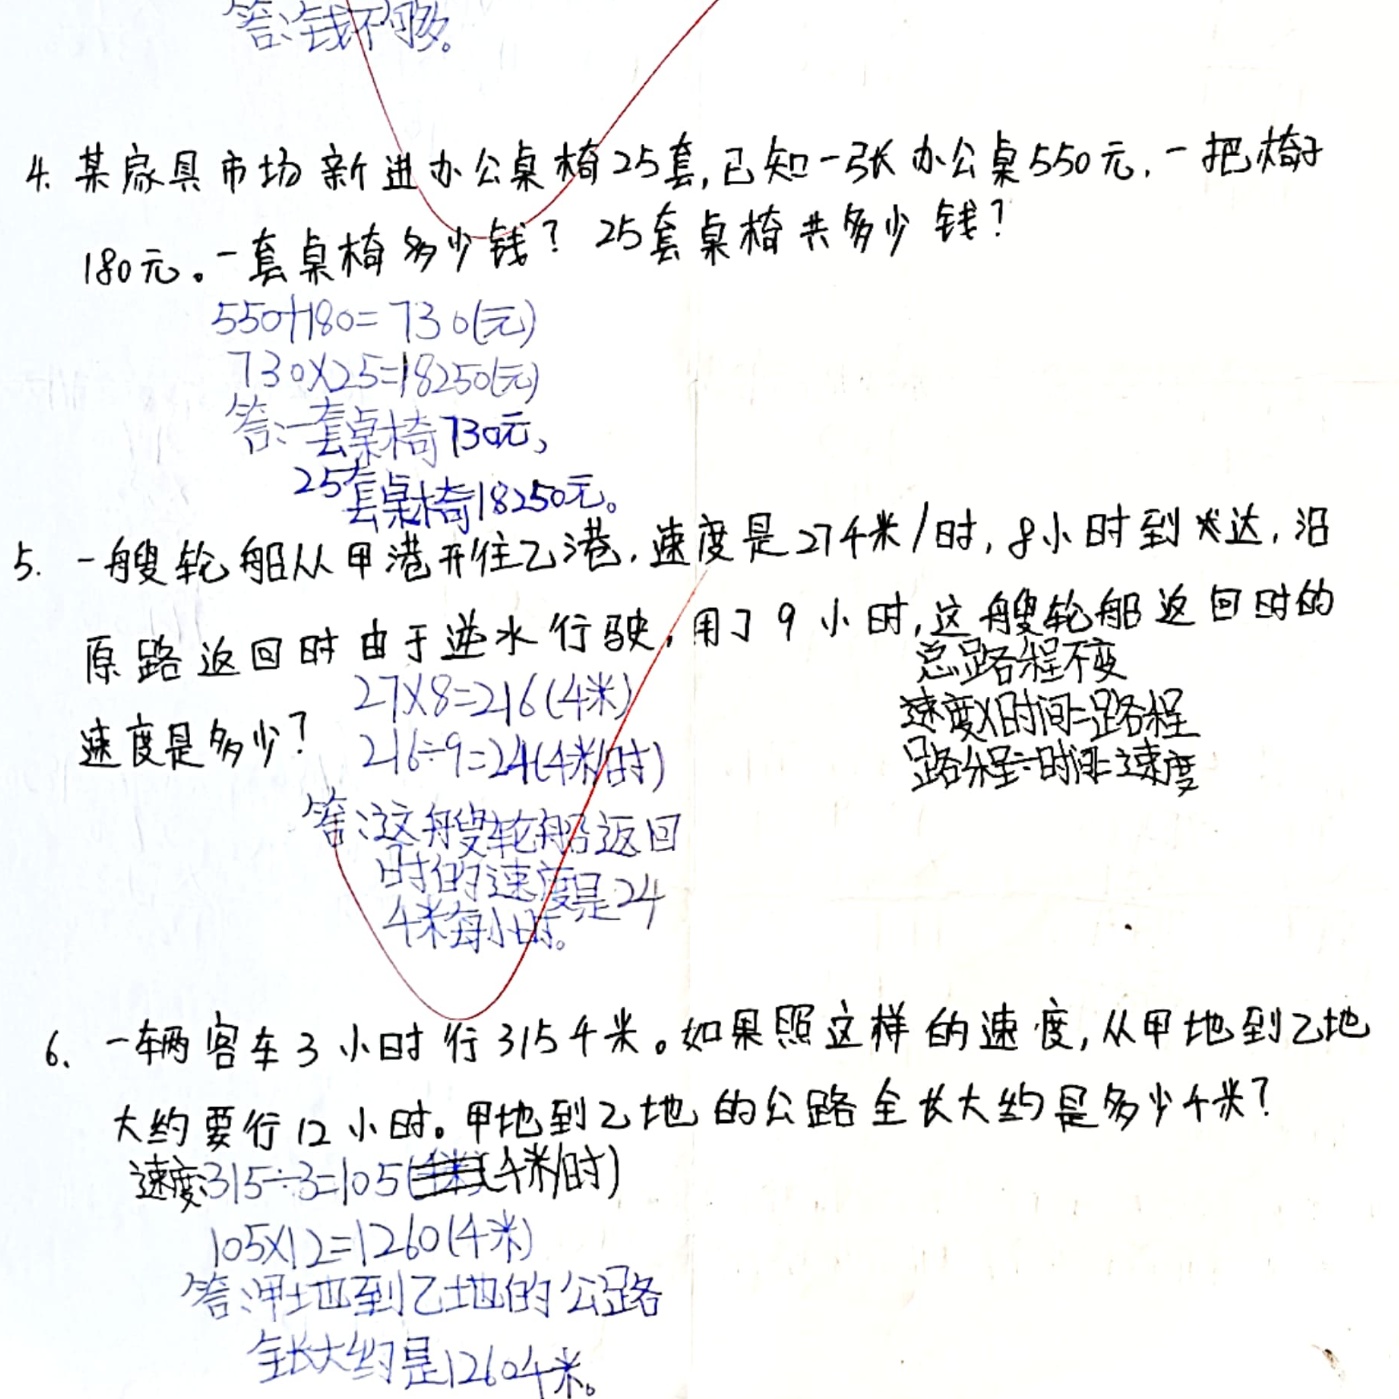 答:钱不够。
4. 某家具市场新进办公桌椅25套,已知一张办公桌550元,一把椅子
180元。一套桌椅多少钱?25套桌椅共多少钱?
550+180=730(元)
730×25=18250(元)
答:一套桌椅730元,
25套桌椅18250元。
5. 一艘轮船从甲港开往乙港,速度是27千米/时,8小时到达,沿
原路返回时由于逆水行驶,用了9小时,这艘轮船返回时的
速度是多少?
27×8=216(千米)
216÷9=24(千米/时)
答:这艘轮船返回
时的速度是24
千米每小时。
总路程不变
速度×时间=路程
路程÷时间=速度
6. 一辆客车3小时行315千米。如果照这样的速度,从甲地到乙地
大约要行12小时。甲地到乙地的公路全长大约是多少千米?
速度:315÷3=105(千米/时)
105×12=1260(千米)
答:甲地到乙地的公路
全长大约是1260千米。